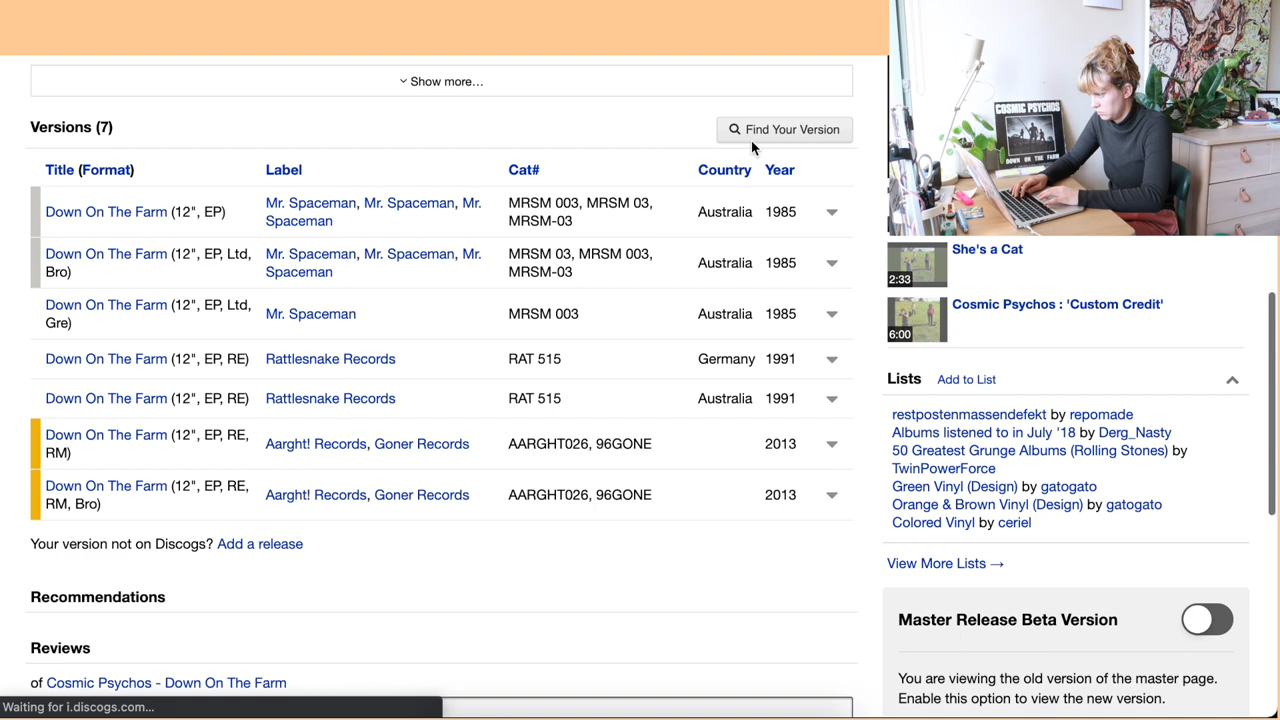 Show more...
Versions (7)
Find Your Version
Title (Format) Label Cat# Country Year
Down On The Farm (12", EP) Mr. Spaceman, Mr. Spaceman, Mr. Spaceman MRSM 003, MRSM 03, MRSM-03 Australia 1985
Down On The Farm (12", EP, Ltd, Bro) Mr. Spaceman, Mr. Spaceman, Mr. Spaceman MRSM 03, MRSM 003, MRSM-03 Australia 1985
Down On The Farm (12", EP, Ltd, Gre) Mr. Spaceman MRSM 003 Australia 1985
Down On The Farm (12", EP, RE) Rattlesnake Records RAT 515 Germany 1991
Down On The Farm (12", EP, RE) Rattlesnake Records RAT 515 Australia 1991
Down On The Farm (12", EP, RE, RM) Aarght! Records, Goner Records AARGHT026, 96GONE 2013
Down On The Farm (12", EP, RE, RM, Bro) Aarght! Records, Goner Records AARGHT026, 96GONE 2013
Your version not on Discogs? Add a release
Recommendations
Reviews
of Cosmic Psychos - Down On The Farm
Waiting for i.discogs.com...
COSMIC PSYCHOS
DOWN ON THE FARM
She's a Cat
2:33
Cosmic Psychos : 'Custom Credit'
6:00
Lists Add to List
restpostenmassendefekt by repomade
Albums listened to in July '18 by Derg_Nasty
50 Greatest Grunge Albums (Rolling Stones) by
TwinPowerForce
Green Vinyl (Design) by gatogato
Orange & Brown Vinyl (Design) by gatogato
Colored Vinyl by ceriel
View More Lists →
Master Release Beta Version
You are viewing the old version of the master page.
Enable this option to view the new version.